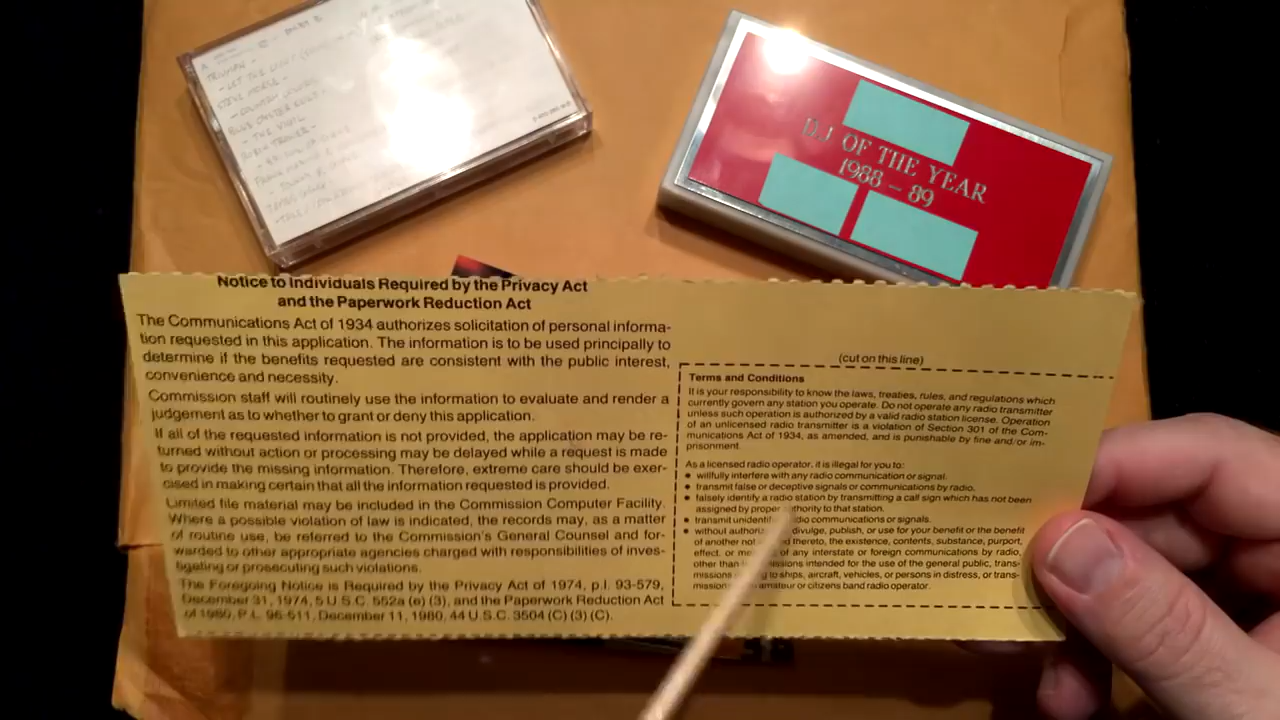 TRIUMPH -
STEVE MORSE -
BLUE OYSTER CULT -
- THE VIGIL
ROBIN TROWER -
D.J OF THE YEAR
1988 - 89
Notice to Individuals Required by the Privacy Act
and the Paperwork Reduction Act
The Communications Act of 1934 authorizes solicitation of personal informa-
tion requested in this application. The information is to be used principally to
determine if the benefits requested are consistent with the public interest,
convenience and necessity.
Commission staff will routinely use the information to evaluate and render a
judgement as to whether to grant or deny this application.
If all of the requested information is not provided, the application may be re-
turned without action or processing may be delayed while a request is made
to provide the missing information. Therefore, extreme care should be exer-
cised in making certain that all the information requested is provided.
Limited file material may be included in the Commission Computer Facility.
Where a possible violation of law is indicated, the records may, as a matter
of routine use, be referred to the Commission's General Counsel and for-
warded to other appropriate agencies charged with responsibilities of inves-
tigating or prosecuting such violations.
The Foregoing Notice is Required by the Privacy Act of 1974, p.l. 93-579,
December 31, 1974, 5 U.S.C. 552a (e) (3), and the Paperwork Reduction Act
of 1980, P.L. 96-511, December 11, 1980, 44 U.S.C. 3504 (C) (3) (C).
(cut on this line)
Terms and Conditions
It is your responsibility to know the laws, treaties, rules, and regulations which
currently govern any station you operate. Do not operate any radio transmitter
unless such operation is authorized by a valid radio station license. Operation
of an unlicensed radio transmitter is a violation of Section 301 of the Com-
munications Act of 1934, as amended, and is punishable by fine and/or im-
prisonment.
As a licensed radio operator, it is illegal for you to:
● willfully interfere with any radio communication or signal.
● transmit false or deceptive signals or communications by radio.
● falsely identify a radio station by transmitting a call sign which has not been
assigned by proper authority to that station.
● transmit unidentif dio communications or signals.
● without authoriz divulge, publish, or use for your benefit or the benefit
of another not thereto, the existence, contents, substance, purport,
effect, or me of any interstate or foreign communications by radio,
other than issions intended for the use of the general public, trans-
missions to ships, aircraft, vehicles, or persons in distress, or trans-
miss amateur or citizens band radio operator.